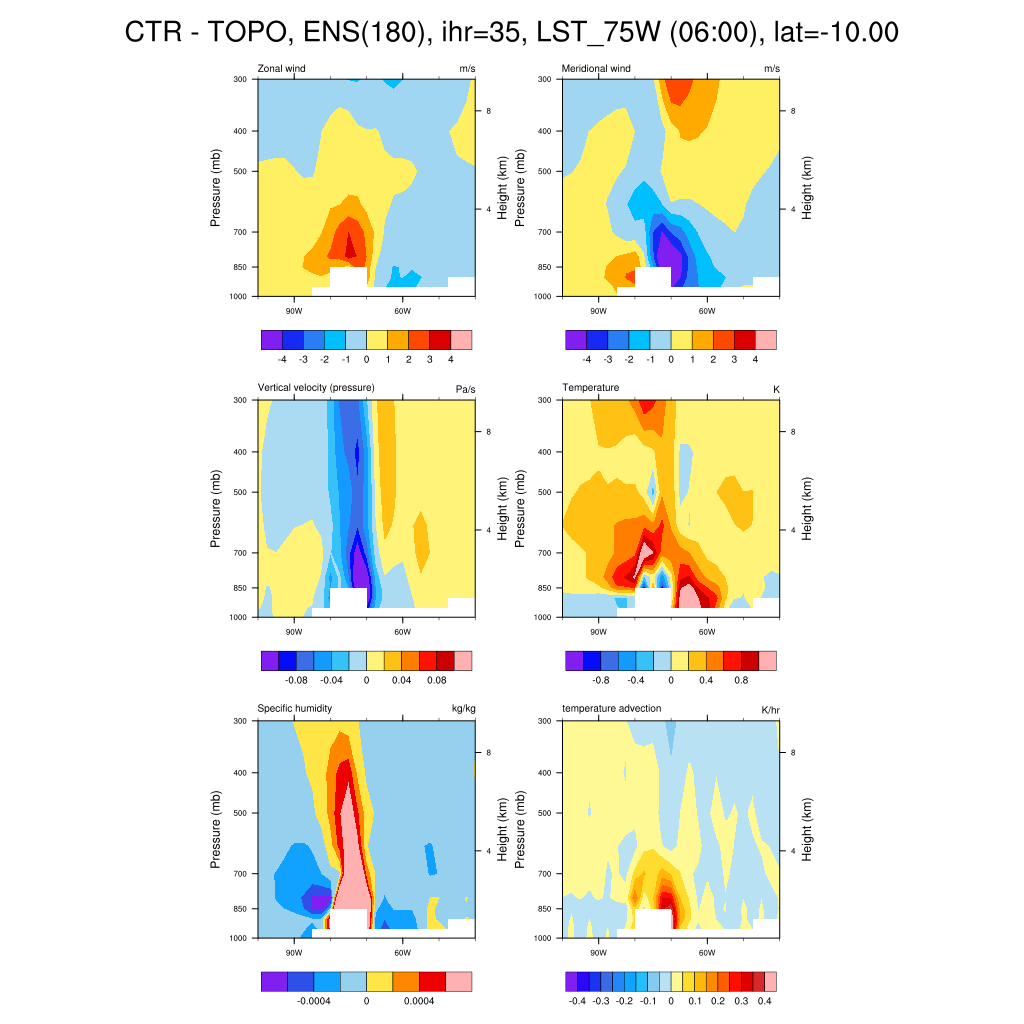 CTR - TOPO, ENS(180), ihr=35, LST_75W (06:00), lat=-10.00
Zonal wind m/s
Pressure (mb)
300
400
500
700
850
1000
8
4
Height (km)
90W 60W
-4 -3 -2 -1 0 1 2 3 4
Meridional wind m/s
Pressure (mb)
300
400
500
700
850
1000
8
4
Height (km)
90W 60W
-4 -3 -2 -1 0 1 2 3 4
Vertical velocity (pressure) Pa/s
Pressure (mb)
300
400
500
700
850
1000
8
4
Height (km)
90W 60W
-0.08 -0.04 0 0.04 0.08
Temperature K
Pressure (mb)
300
400
500
700
850
1000
8
4
Height (km)
90W 60W
-0.8 -0.4 0 0.4 0.8
Specific humidity kg/kg
Pressure (mb)
300
400
500
700
850
1000
8
4
Height (km)
90W 60W
-0.0004 0 0.0004
temperature advection K/hr
Pressure (mb)
300
400
500
700
850
1000
8
4
Height (km)
90W 60W
-0.4 -0.3 -0.2 -0.1 0 0.1 0.2 0.3 0.4